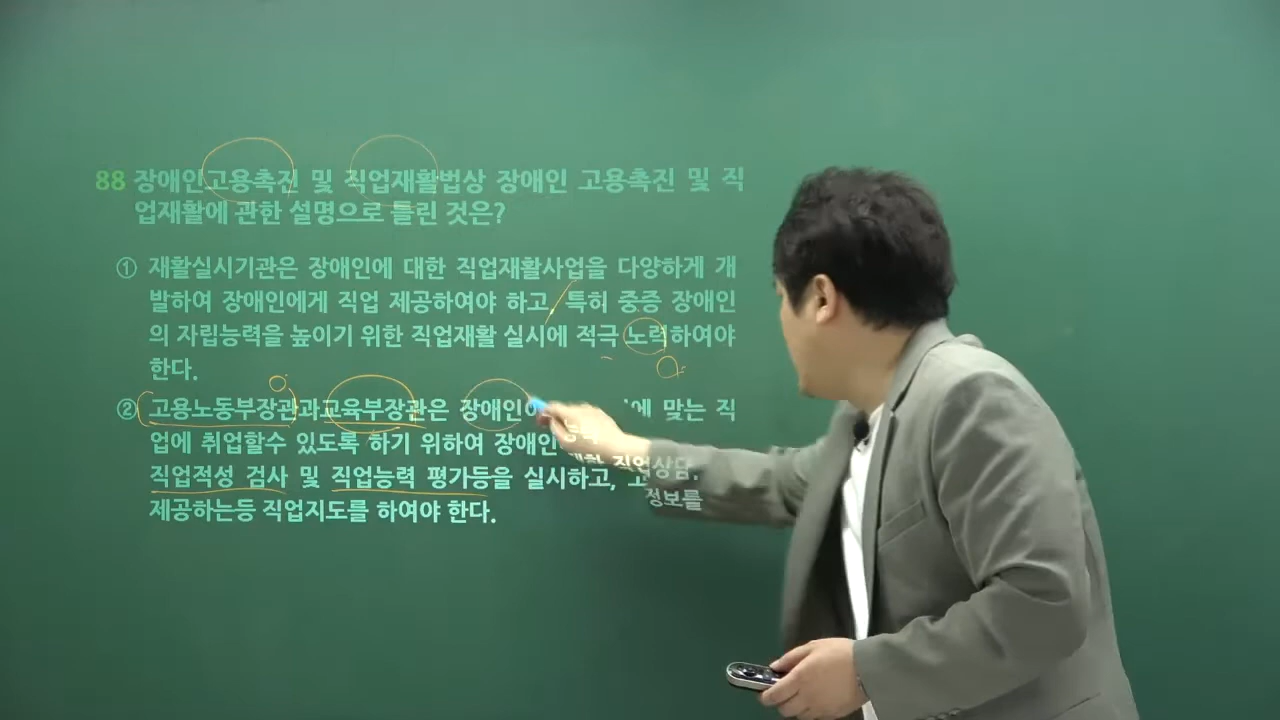 88 장애인고용촉진 및 직업재활법상 장애인 고용촉진 및 직
업재활에 관한 설명으로 틀린 것은?
① 재활실시기관은 장애인에 대한 직업재활사업을 다양하게 개
발하여 장애인에게 직업 제공하여야 하고, 특히 중증 장애인
의 자립능력을 높이기 위한 직업재활 실시에 적극 노력하여야
한다.
② 고용노동부장관과 교육부장관은 장애인 맞는 직
업에 취업할수 있도록 하기 위하여 장애인 직업상담,
직업적성 검사 및 직업능력 평가등을 실시하고, 정보를
제공하는등 직업지도를 하여야 한다.